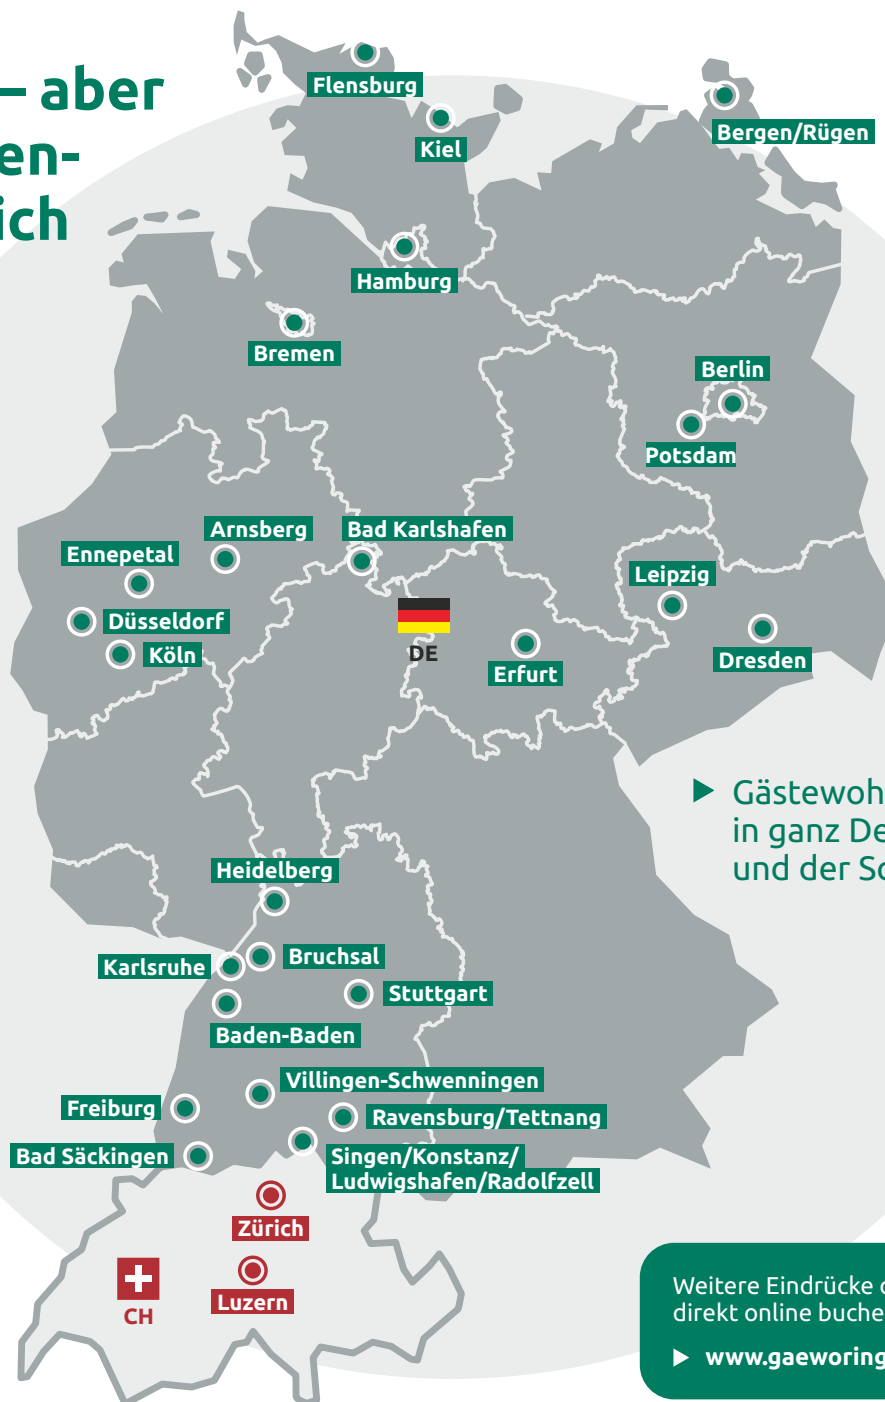 – aber
en-
ich
Flensburg
Kiel
Bergen/Rügen
Hamburg
Bremen
Berlin
Potsdam
Arnsberg
Bad Karlshafen
Ennepetal
Leipzig
Düsseldorf
Köln
DE
Erfurt
Dresden
▶ Gästewoh
in ganz De
und der Sc
Heidelberg
Bruchsal
Karlsruhe
Stuttgart
Baden-Baden
Villingen-Schwenningen
Freiburg
Ravensburg/Tettnang
Bad Säckingen
Singen/Konstanz/
Ludwigshafen/Radolfzell
Zürich
Luzern
CH
Weitere Eindrücke
direkt online buche
▶ www.gaeworing